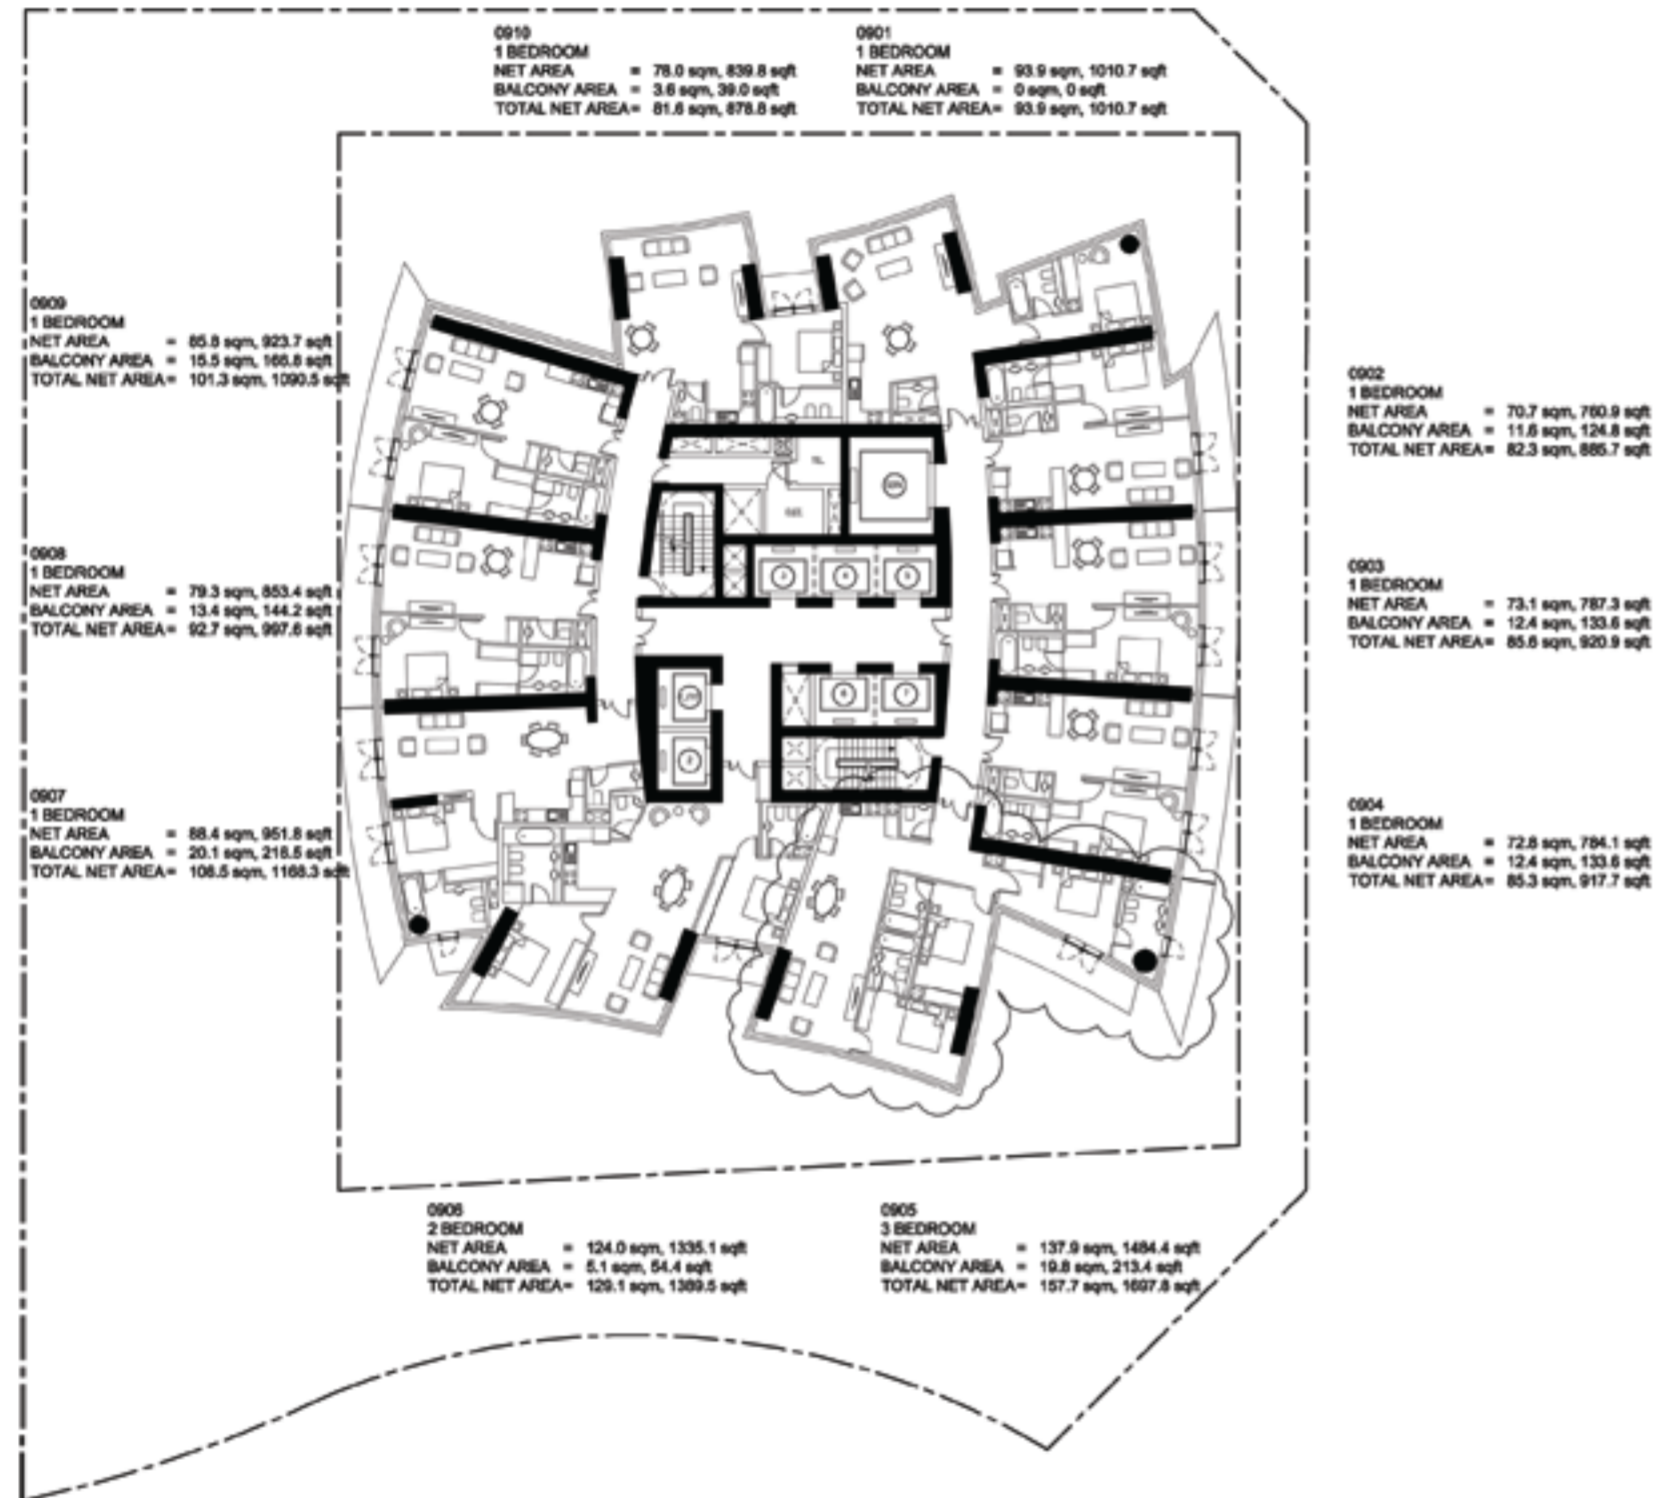 0910
1 BEDROOM
NET AREA = 78.0 sqm, 839.8 sqft
BALCONY AREA = 3.6 sqm, 39.0 sqft
TOTAL NET AREA= 81.6 sqm, 878.8 sqft
0901
1 BEDROOM
NET AREA = 93.9 sqm, 1010.7 sqft
BALCONY AREA = 0 sqm, 0 sqft
TOTAL NET AREA= 93.9 sqm, 1010.7 sqft
0909
1 BEDROOM
NET AREA = 85.8 sqm, 923.7 sqft
BALCONY AREA = 15.5 sqm, 166.8 sqft
TOTAL NET AREA= 101.3 sqm, 1090.5 sqft
0902
1 BEDROOM
NET AREA = 70.7 sqm, 760.9 sqft
BALCONY AREA = 11.6 sqm, 124.8 sqft
TOTAL NET AREA= 82.3 sqm, 885.7 sqft
0908
1 BEDROOM
NET AREA = 79.3 sqm, 853.4 sqft
BALCONY AREA = 13.4 sqm, 144.2 sqft
TOTAL NET AREA= 92.7 sqm, 997.6 sqft
0903
1 BEDROOM
NET AREA = 73.1 sqm, 787.3 sqft
BALCONY AREA = 12.4 sqm, 133.6 sqft
TOTAL NET AREA= 85.6 sqm, 920.9 sqft
0907
1 BEDROOM
NET AREA = 88.4 sqm, 951.8 sqft
BALCONY AREA = 20.1 sqm, 216.5 sqft
TOTAL NET AREA= 108.5 sqm, 1168.3 sqft
0904
1 BEDROOM
NET AREA = 72.8 sqm, 784.1 sqft
BALCONY AREA = 12.4 sqm, 133.6 sqft
TOTAL NET AREA= 85.3 sqm, 917.7 sqft
0906
2 BEDROOM
NET AREA = 124.0 sqm, 1335.1 sqft
BALCONY AREA = 5.1 sqm, 54.4 sqft
TOTAL NET AREA= 129.1 sqm, 1389.5 sqft
0905
3 BEDROOM
NET AREA = 137.9 sqm, 1484.4 sqft
BALCONY AREA = 19.8 sqm, 213.4 sqft
TOTAL NET AREA= 157.7 sqm, 1697.8 sqft